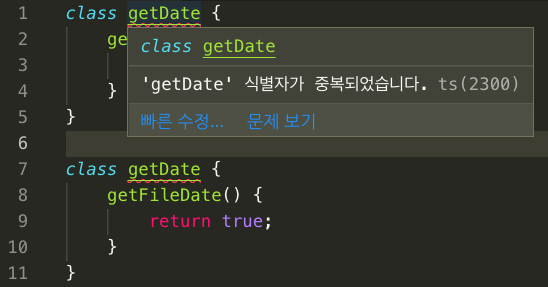 1 class getDate {
2 ge
class getDate
3
'getDate' 식별자가 중복되었습니다. ts(2300)
4 }
빠른 수정... 문제 보기
5 }
6
7 class getDate {
8 getFileDate() {
9 return true;
10 }
11 }